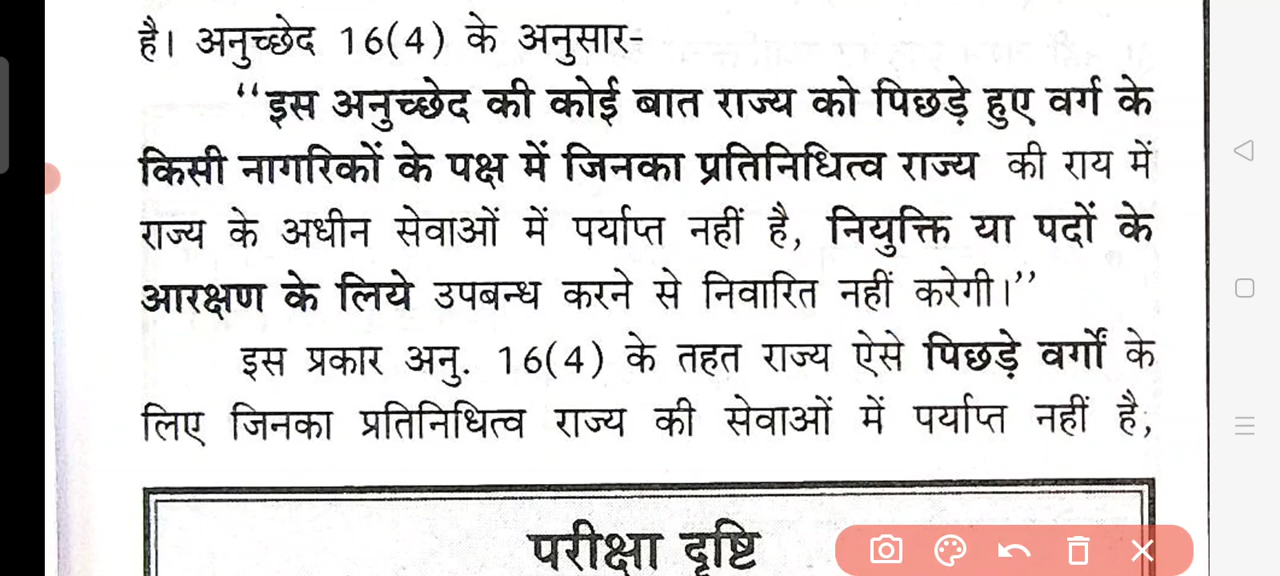 है। अनुच्छेद 16(4) के अनुसार-
‘‘इस अनुच्छेद की कोई बात राज्य को पिछड़े हुए वर्ग के
किसी नागरिकों के पक्ष में जिनका प्रतिनिधित्व राज्य की राय में
राज्य के अधीन सेवाओं में पर्याप्त नहीं है, नियुक्ति या पदों के
आरक्षण के लिये उपबन्ध करने से निवारित नहीं करेगी।’’
इस प्रकार अनु. 16(4) के तहत राज्य ऐसे पिछड़े वर्गों के
लिए जिनका प्रतिनिधित्व राज्य की सेवाओं में पर्याप्त नहीं है,
परीक्षा दृष्टि